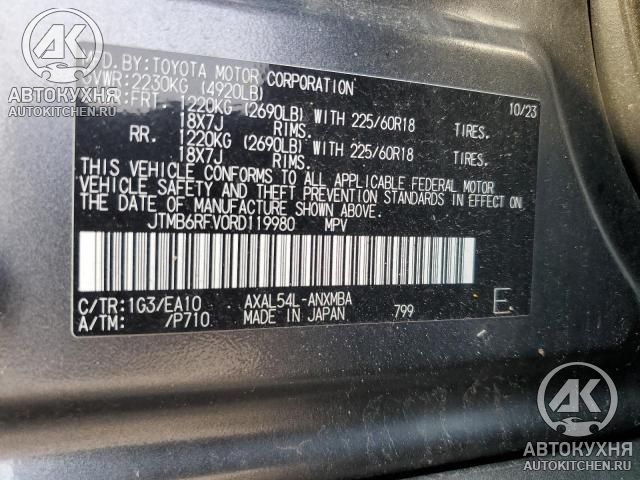 D. BY: TOYOTA MOTOR CORPORATION
VWR: 2230KG (4920LB) 10/23
FRT. 1220KG (2690LB) WITH 225/60R18 TIRES.
18X7J RIMS.
RR. 1220KG (2690LB) WITH 225/60R18 TIRES.
18X7J RIMS.
THIS VEHICLE CONFORMS TO ALL APPLICABLE FEDERAL MOTOR
VEHICLE SAFETY AND THEFT PREVENTION STANDARDS IN EFFECT ON
THE DATE OF MANUFACTURE SHOWN ABOVE.
JTMB6RFV0RD119980 MPV
C/TR: 1G3/EA10 AXAL54L-ANXMBA E
A/TM: /P710 MADE IN JAPAN 799
АК
АВТОКУХНЯ
AUTOKITCHEN.RU
АК
АВТОКУХНЯ
AUTOKITCHEN.RU